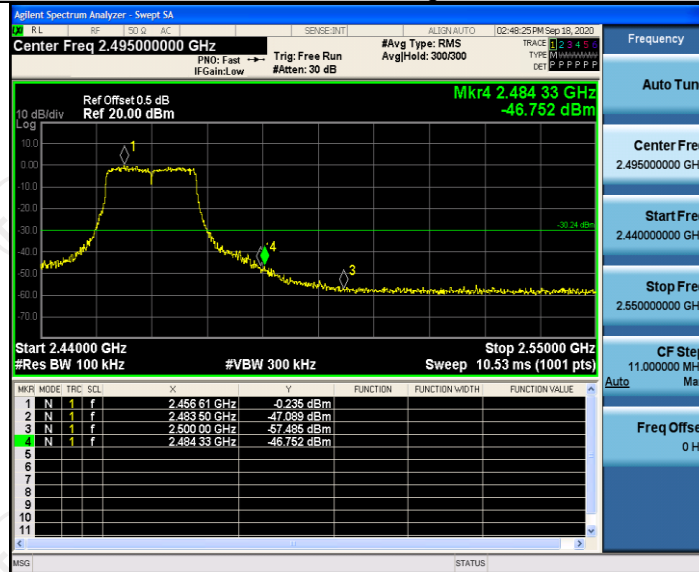 Agilent Spectrum Analyzer - Swept SA
RL RF 50 Ω AC SENSE:INT ALIGN AUTO 02:48:25 PM Sep 18, 2020
Center Freq 2.495000000 GHz
#Avg Type: RMS
TRACE 1 2 3 4 5 6
PNO: Fast
Trig: Free Run
Avg|Hold: 300/300
TYPE M
IFGain:Low
#Atten: 30 dB
DET P P P P P P
Mkr4 2.484 33 GHz
-46.752 dBm
Ref Offset 0.5 dB
10 dB/div Ref 20.00 dBm
Log
10.0
0.00
-10.0
-20.0
-30.0
-40.0
-50.0
-60.0
-70.0
1
4
3
-30.24 dBm
Start 2.44000 GHz Stop 2.55000 GHz
#Res BW 100 kHz #VBW 300 kHz Sweep 10.53 ms (1001 pts)
MKR MODE TRC SCL X Y FUNCTION FUNCTION WIDTH FUNCTION VALUE
1 N 1 f 2.456 61 GHz -0.235 dBm
2 N 1 f 2.483 50 GHz -47.089 dBm
3 N 1 f 2.500 00 GHz -57.485 dBm
4 N 1 f 2.484 33 GHz -46.752 dBm
5
6
7
8
9
10
11
MSG STATUS
Frequency
Auto Tun
Center Fre
2.495000000 GH
Start Fre
2.440000000 GH
Stop Fre
2.550000000 GH
CF Step
11.000000 MH
Auto Ma
Freq Offse
0 H